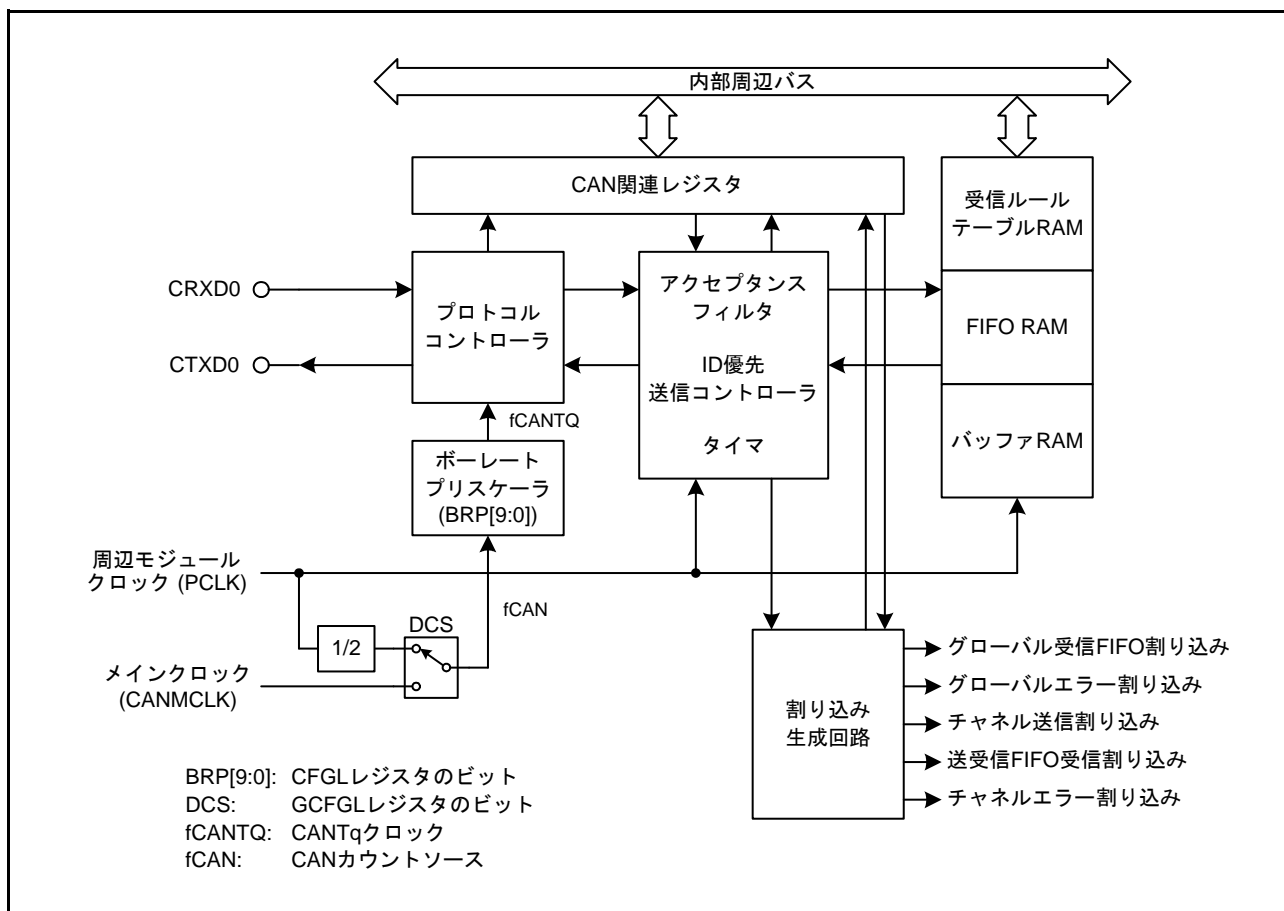 内部周辺バス
CAN関連レジスタ
受信ルール
テーブルRAM
CRXD0
CTXD0
プロトコル
コントローラ
アクセプタンス
フィルタ
ID優先
送信コントローラ
タイマ
FIFO RAM
バッファRAM
fCANTQ
ボーレート
プリスケーラ
(BRP[9:0])
周辺モジュール
クロック (PCLK)
fCAN
DCS
1/2
メインクロック
(CANMCLK)
割り込み
生成回路
グローバル受信FIFO割り込み
グローバルエラー割り込み
チャネル送信割り込み
送受信FIFO受信割り込み
チャネルエラー割り込み
BRP[9:0]: CFGLレジスタのビット
DCS: GCFGLレジスタのビット
fCANTQ: CANTqクロック
fCAN: CANカウントソース